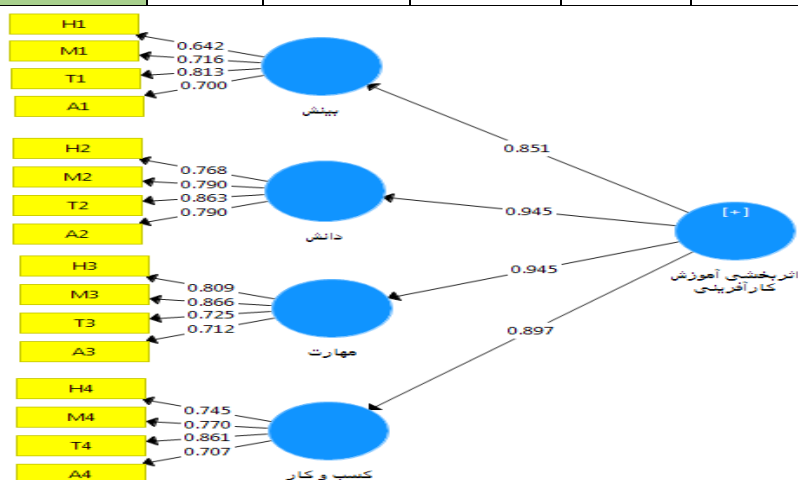 H1
M1
T1
A1
0.642
0.716
0.813
0.700
بینش
0.851
H2
M2
T2
A2
0.768
0.790
0.863
0.790
دانش
0.945
[+]
اثربخشی آموزش
کارآفرینی
H3
M3
T3
A3
0.809
0.866
0.725
0.712
مهارت
0.945
H4
M4
T4
A4
0.745
0.770
0.861
0.707
کسب و کار
0.897